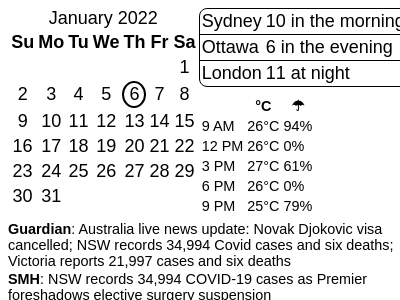 January 2022
Su Mo Tu We Th Fr Sa
1
2 3 4 5 6 7 8
9 10 11 12 13 14 15
16 17 18 19 20 21 22
23 24 25 26 27 28 29
30 31
Sydney 10 in the morning
Ottawa 6 in the evening
London 11 at night
°C ☂
9 AM 26°C 94%
12 PM 26°C 0%
3 PM 27°C 61%
6 PM 26°C 0%
9 PM 25°C 79%
Guardian: Australia live news update: Novak Djokovic visa
cancelled; NSW records 34,994 Covid cases and six deaths;
Victoria reports 21,997 cases and six deaths
SMH: NSW records 34,994 COVID-19 cases as Premier
foreshadows elective surgery suspension